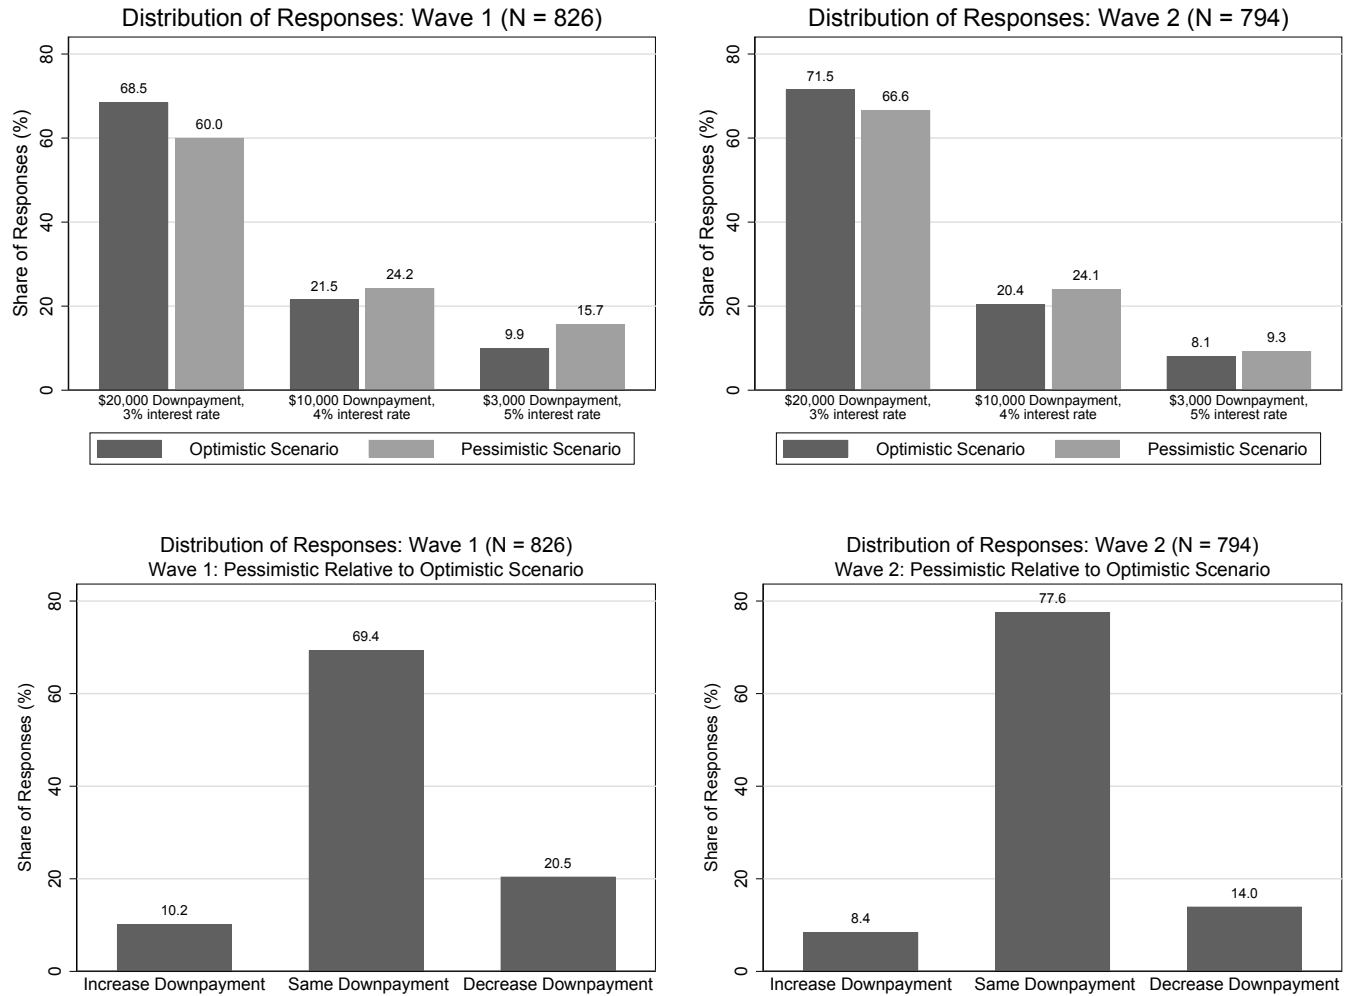 Distribution of Responses: Wave 1 (N = 826)
Share of Responses (%)
80
60
40
20
0
68.5
60.0
21.5
24.2
9.9
15.7
$20,000 Downpayment,
3% interest rate
$10,000 Downpayment,
4% interest rate
$3,000 Downpayment,
5% interest rate
Optimistic Scenario
Pessimistic Scenario
Distribution of Responses: Wave 2 (N = 794)
Share of Responses (%)
80
60
40
20
0
71.5
66.6
20.4
24.1
8.1
9.3
$20,000 Downpayment,
3% interest rate
$10,000 Downpayment,
4% interest rate
$3,000 Downpayment,
5% interest rate
Optimistic Scenario
Pessimistic Scenario
Distribution of Responses: Wave 1 (N = 826)
Wave 1: Pessimistic Relative to Optimistic Scenario
Share of Responses (%)
80
60
40
20
0
10.2
69.4
20.5
Increase Downpayment
Same Downpayment
Decrease Downpayment
Distribution of Responses: Wave 2 (N = 794)
Wave 2: Pessimistic Relative to Optimistic Scenario
Share of Responses (%)
80
60
40
20
0
8.4
77.6
14.0
Increase Downpayment
Same Downpayment
Decrease Downpayment